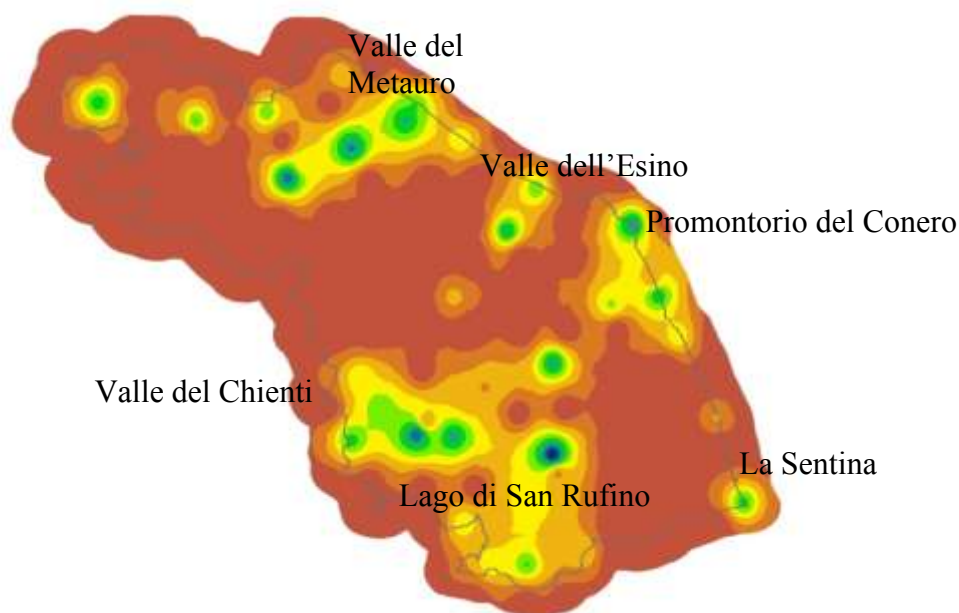 Valle del
Metauro
Valle dell’Esino
Promontorio del Conero
Valle del Chienti
La Sentina
Lago di San Rufino